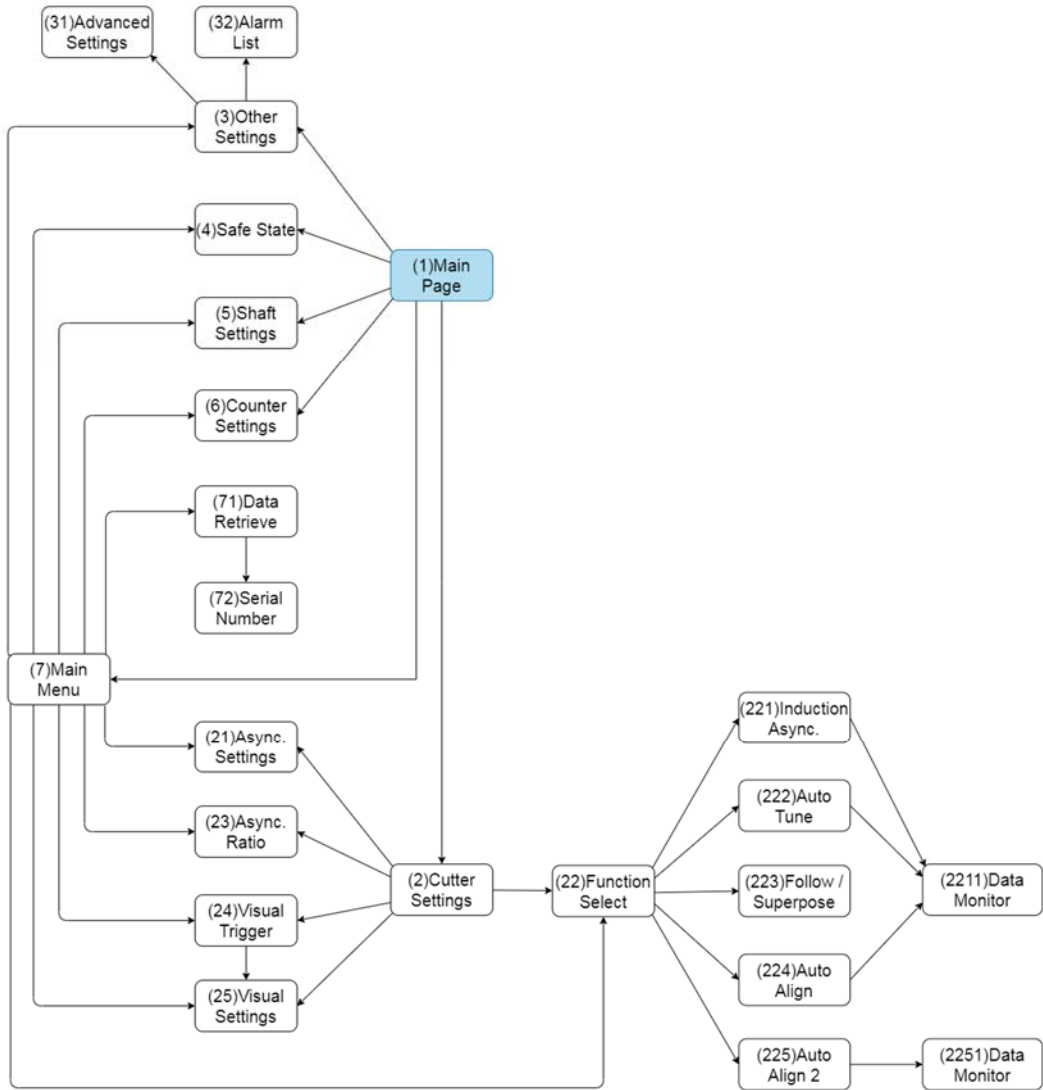 (31)Advanced
Settings
(32)Alarm
List
(3)Other
Settings
(4)Safe State
(1)Main
Page
(5)Shaft
Settings
(6)Counter
Settings
(71)Data
Retrieve
(72)Serial
Number
(7)Main
Menu
(21)Async.
Settings
(23)Async.
Ratio
(24)Visual
Trigger
(25)Visual
Settings
(2)Cutter
Settings
(22)Function
Select
(221)Induction
Async.
(222)Auto
Tune
(223)Follow /
Superpose
(224)Auto
Align
(225)Auto
Align 2
(2211)Data
Monitor
(2251)Data
Monitor